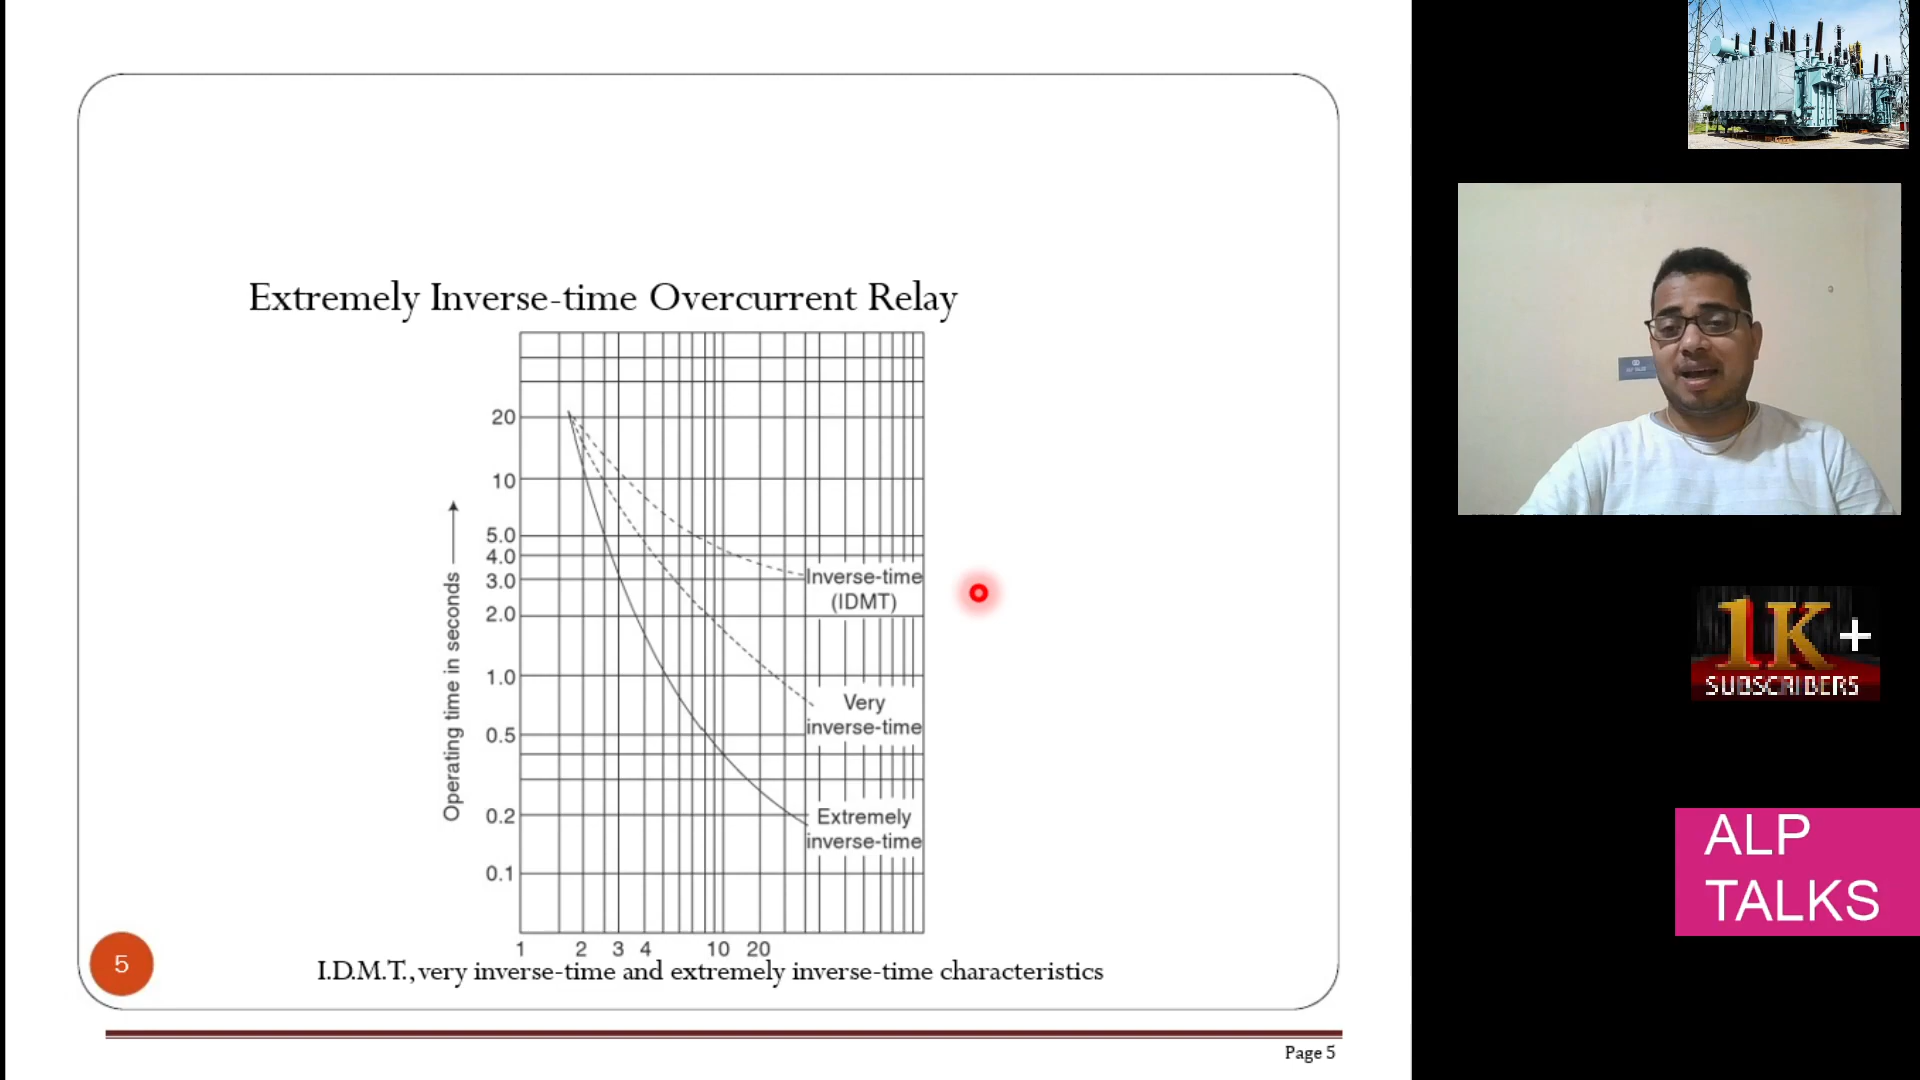 Extremely Inverse-time Overcurrent Relay
20
10
5.0
4.0
3.0
2.0
1.0
0.5
0.2
0.1
Operating time in seconds
Inverse-time
(IDMT)
Very
inverse-time
Extremely
inverse-time
1 2 3 4 10 20
I.D.M.T., very inverse-time and extremely inverse-time characteristics
5
Page 5
1K+
SUBSCRIBERS
ALP
TALKS